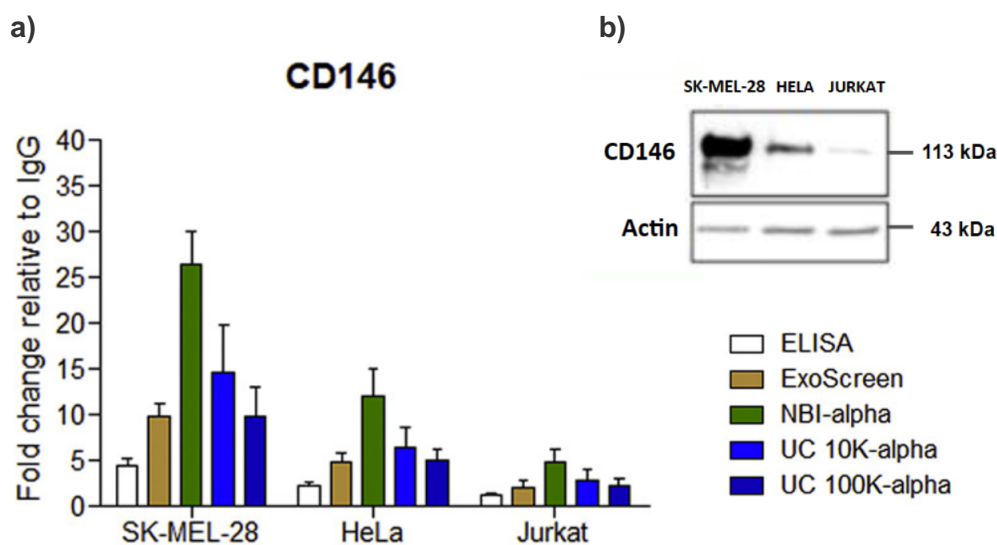 a)
CD146
Fold change relative to IgG
40
35
30
25
20
15
10
5
0
SK-MEL-28 HeLa Jurkat
b)
SK-MEL-28 HELA JURKAT
CD146 113 kDa
Actin 43 kDa
ELISA
ExoScreen
NBI-alpha
UC 10K-alpha
UC 100K-alpha